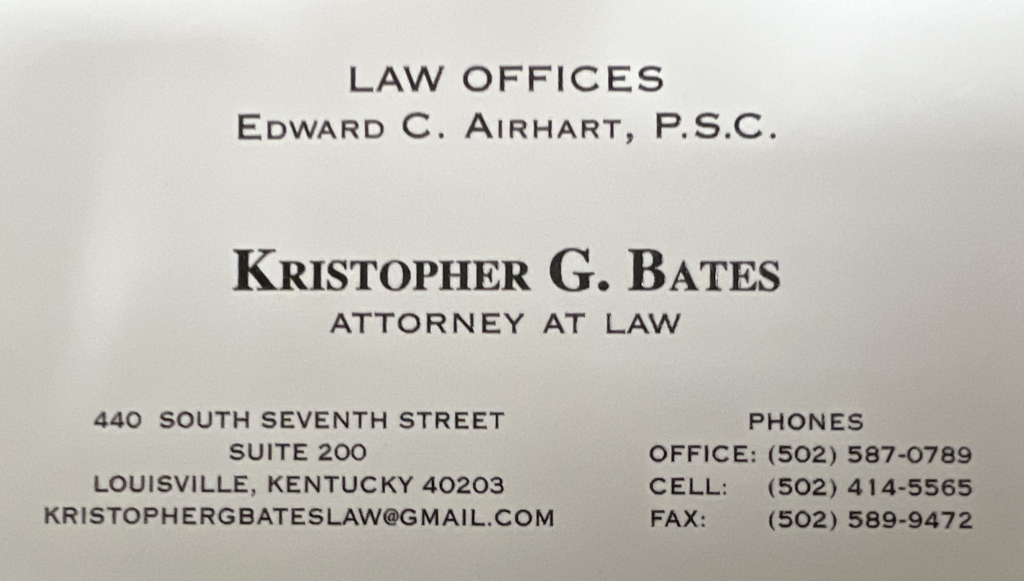 LAW OFFICES
EDWARD C. AIRHART, P.S.C.
KRISTOPHER G. BATES
ATTORNEY AT LAW
440 SOUTH SEVENTH STREET
SUITE 200
LOUISVILLE, KENTUCKY 40203
KRISTOPHERGBATESLAW@GMAIL.COM
PHONES
OFFICE: (502) 587-0789
CELL: (502) 414-5565
FAX: (502) 589-9472